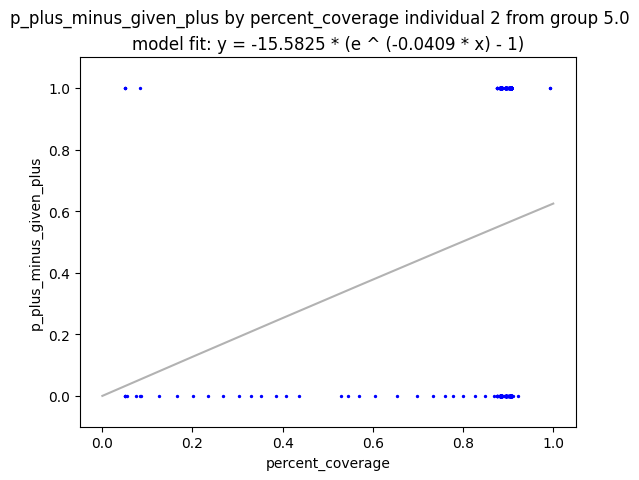 p_plus_minus_given_plus by percent_coverage individual 2 from group 5.0
model fit: y = -15.5825 * (e ^ (-0.0409 * x) - 1)
1.0
0.8
0.6
0.4
0.2
0.0
p_plus_minus_given_plus
0.0 0.2 0.4 0.6 0.8 1.0
percent_coverage